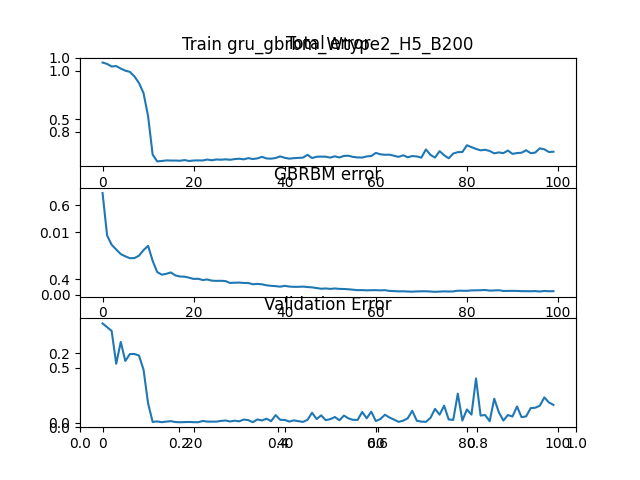 Train gru_gbrbm_Wtype2_H5_B200
Total error
1.0
1.0
0.5
0.8
0 20 40 60 80 100
GBRBM error
0.6
0.01
0.4
0.00
0 20 40 60 80 100
Validation Error
0.2
0.5
0.0
0.0
0 20 40 60 80 100
0.0 0.2 0.4 0.6 0.8 1.0